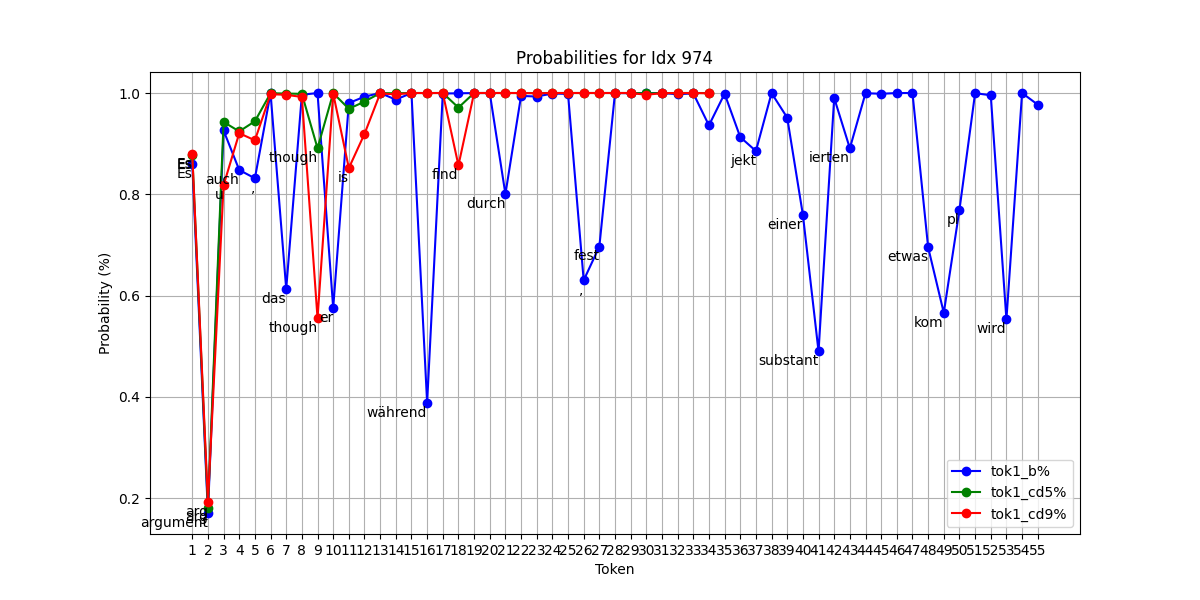 Probabilities for Idx 974
Probability (%)
1.0
0.8
0.6
0.4
0.2
Es
Es
argument
arg
u
auch
,
das
though
though
er
is
während
find
durch
,
fest
jekt
einer
substant
ierten
etwas
kom
pl
wird
tok1_b%
tok1_cd5%
tok1_cd9%
1 2 3 4 5 6 7 8 9 10 11 12 13 14 15 16 17 18 19 20 21 22 23 24 25 26 27 28 29 30 31 32 33 34 35 36 37 38 39 40 41 42 43 44 45 46 47 48 49 50 51 52 53 54 55
Token